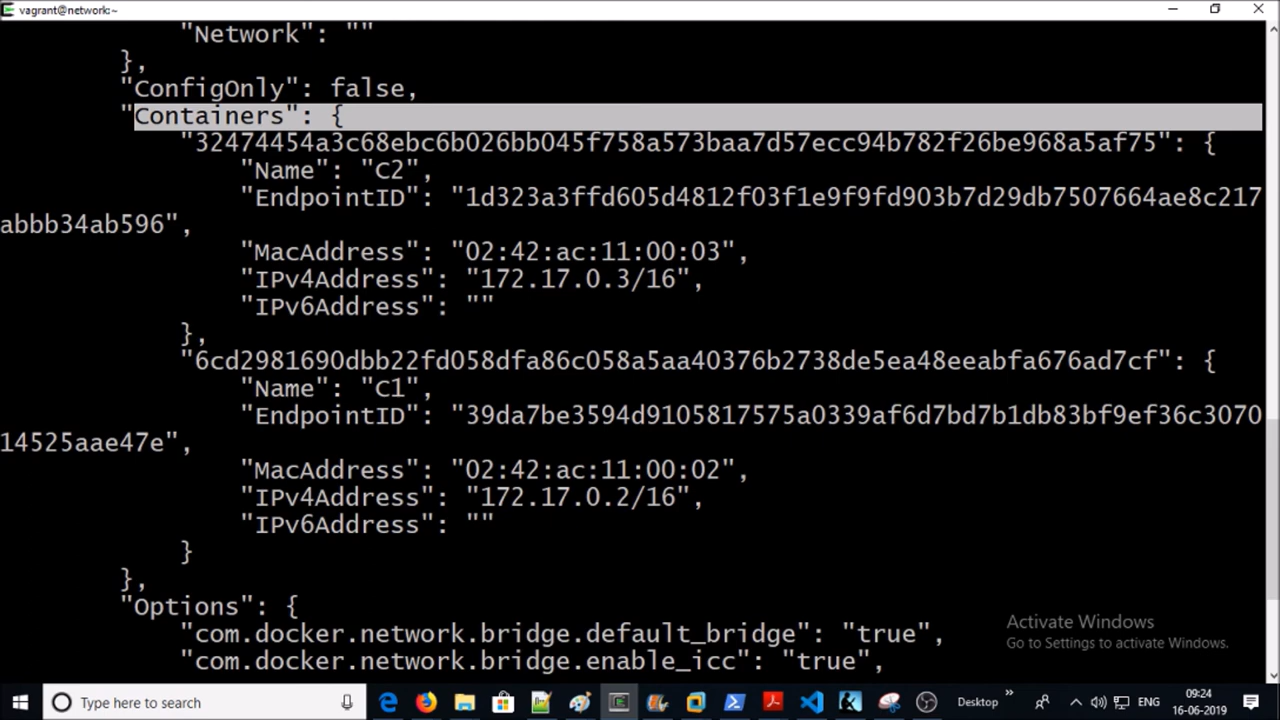 vagrant@network:~
"Network": ""
},
"ConfigOnly": false,
"Containers": {
"32474454a3c68ebc6b026bb045f758a573baa7d57ecc94b782f26be968a5af75": {
"Name": "C2",
"EndpointID": "1d323a3ffd605d4812f03f1e9f9fd903b7d29db7507664ae8c217
abbb34ab596",
"MacAddress": "02:42:ac:11:00:03",
"IPv4Address": "172.17.0.3/16",
"IPv6Address": ""
},
"6cd2981690dbb22fd058dfa86c058a5aa40376b2738de5ea48eeabfa676ad7cf": {
"Name": "C1",
"EndpointID": "39da7be3594d9105817575a0339af6d7bd7b1db83bf9ef36c3070
14525aae47e",
"MacAddress": "02:42:ac:11:00:02",
"IPv4Address": "172.17.0.2/16",
"IPv6Address": ""
}
},
"Options": {
"com.docker.network.bridge.default_bridge": "true",
"com.docker.network.bridge.enable_icc": "true",
Activate Windows
Go to Settings to activate Windows.
Type here to search
Desktop
ENG
09:24
16-06-2019